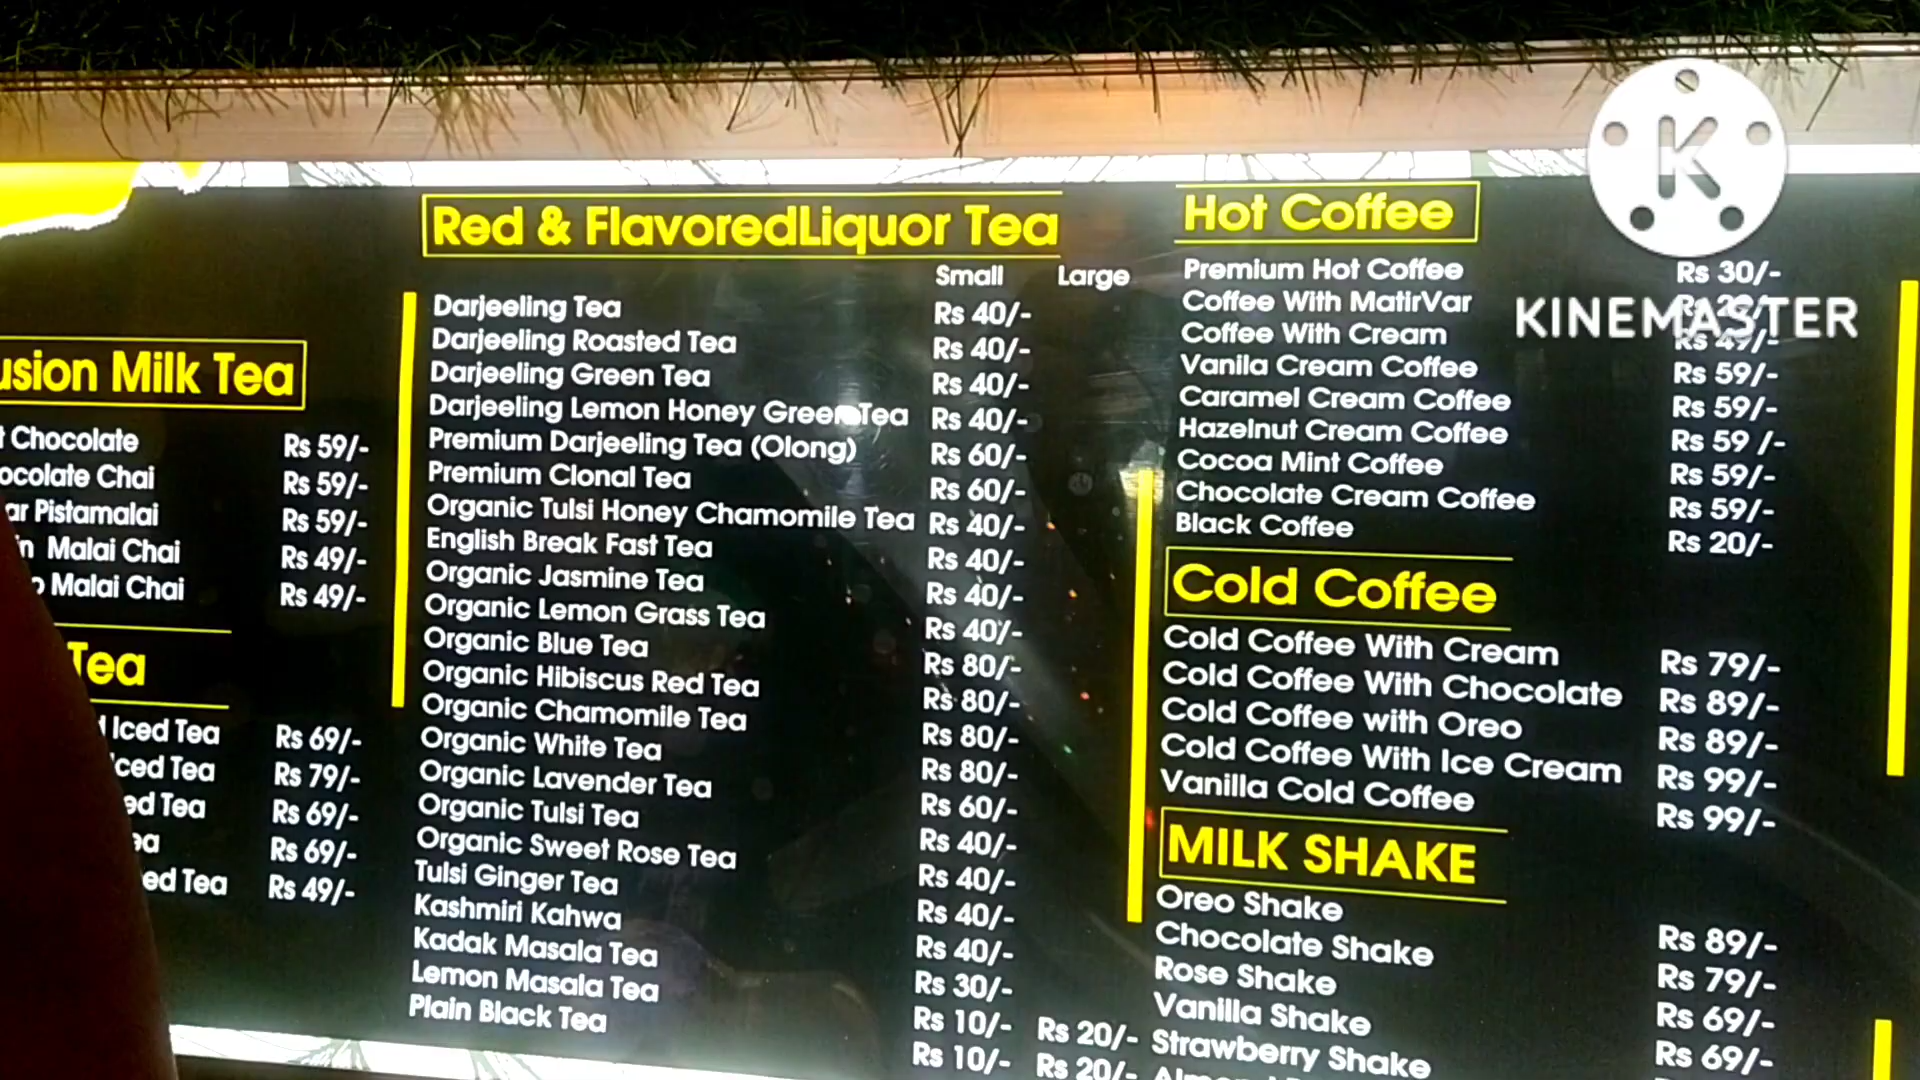 Red & FlavoredLiquor Tea
Small Large
Darjeeling Tea Rs 40/-
Darjeeling Roasted Tea Rs 40/-
Darjeeling Green Tea Rs 40/-
Darjeeling Lemon Honey Green Tea Rs 40/-
Premium Darjeeling Tea (Olong) Rs 60/-
Premium Clonal Tea Rs 60/-
Organic Tulsi Honey Chamomile Tea Rs 40/-
English Break Fast Tea Rs 40/-
Organic Jasmine Tea Rs 40/-
Organic Lemon Grass Tea Rs 40/-
Organic Blue Tea Rs 80/-
Organic Hibiscus Red Tea Rs 80/-
Organic Chamomile Tea Rs 80/-
Organic White Tea Rs 80/-
Organic Lavender Tea Rs 60/-
Organic Tulsi Tea Rs 40/-
Organic Sweet Rose Tea Rs 40/-
Tulsi Ginger Tea Rs 40/-
Kashmiri Kahwa Rs 40/-
Kadak Masala Tea Rs 30/-
Lemon Masala Tea Rs 10/- Rs 20/-
Plain Black Tea Rs 10/- Rs 20/-
Milk Tea
Chocolate Rs 59/-
Chai Rs 59/-
Pistamalai Rs 59/-
Malai Chai Rs 49/-
Malai Chai Rs 49/-
Tea
Iced Tea Rs 69/-
Iced Tea Rs 79/-
Tea Rs 69/-
Rs 69/-
Tea Rs 49/-
Hot Coffee
Premium Hot Coffee Rs 30/-
Coffee With MatirVar
Coffee With Cream Rs 49/-
Vanila Cream Coffee Rs 59/-
Caramel Cream Coffee Rs 59/-
Hazelnut Cream Coffee Rs 59 /-
Cocoa Mint Coffee Rs 59/-
Chocolate Cream Coffee Rs 59/-
Black Coffee Rs 20/-
Cold Coffee
Cold Coffee With Cream Rs 79/-
Cold Coffee With Chocolate Rs 89/-
Cold Coffee with Oreo Rs 89/-
Cold Coffee With Ice Cream Rs 99/-
Vanilla Cold Coffee Rs 99/-
MILK SHAKE
Oreo Shake Rs 89/-
Chocolate Shake Rs 79/-
Rose Shake Rs 69/-
Vanilla Shake Rs 69/-
Strawberry Shake
K
KINEMASTER